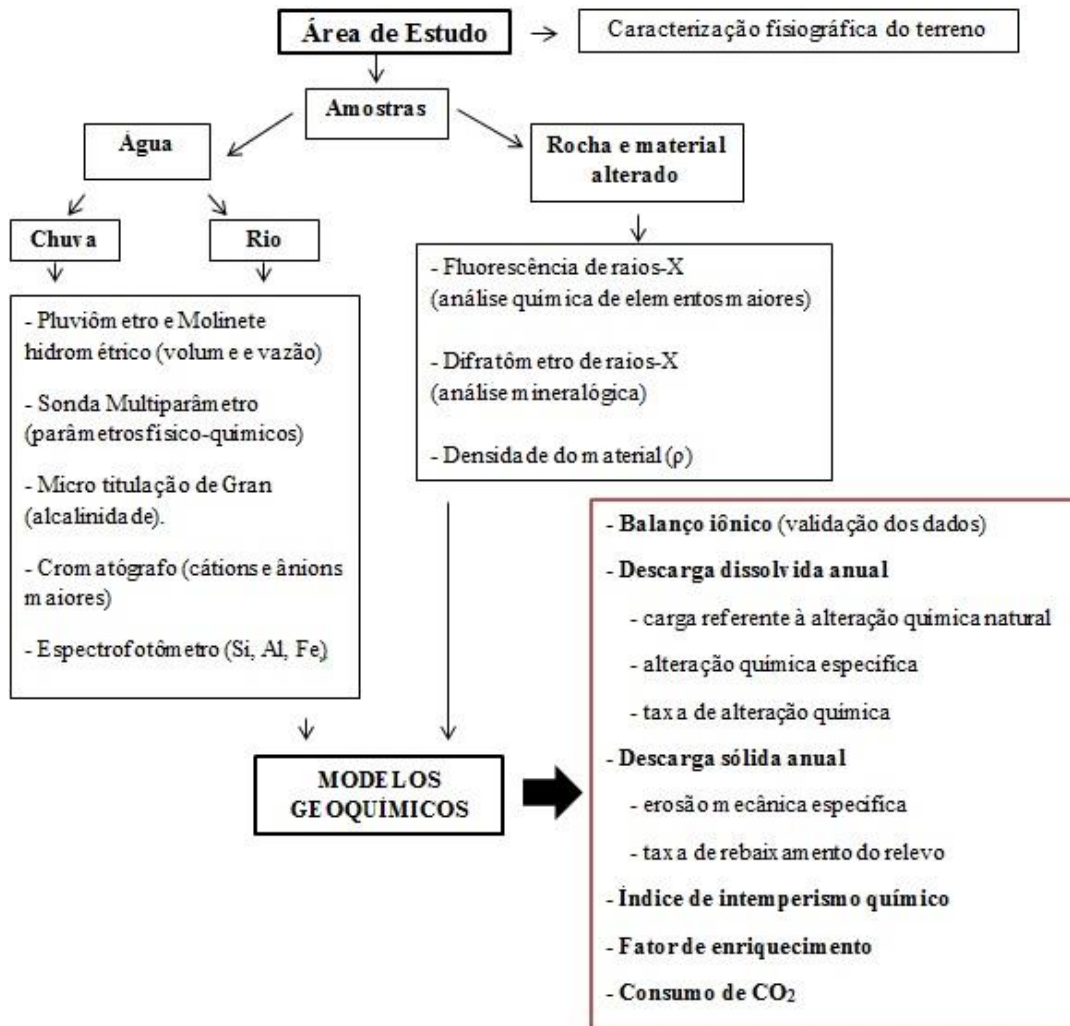 Área de Estudo
Caracterização fisiográfica do terreno
Amostras
Água
Rocha e material
alterado
Chuva
Rio
- Pluviômetro e Molinete
hidrométrico (volume e vazão)
- Sonda Multiparâmetro
(parâmetros físico-químicos)
- Micro titulação de Gran
(alcalinidade).
- Cromatógrafo (cátions e ânions
maiores)
- Espectrofotômetro (Si, Al, Fe)
- Fluorescência de raios-X
(análise química de elementos maiores)
- Difratômetro de raios-X
(análise mineralógica)
- Densidade do material (ρ)
MODELOS
GEOQUÍMICOS
- Balanço iônico (validação dos dados)
- Descarga dissolvida anual
- carga referente à alteração química natural
- alteração química específica
- taxa de alteração química
- Descarga sólida anual
- erosão mecânica específica
- taxa de rebaixamento do relevo
- Índice de intemperismo químico
- Fator de enriquecimento
- Consumo de CO₂